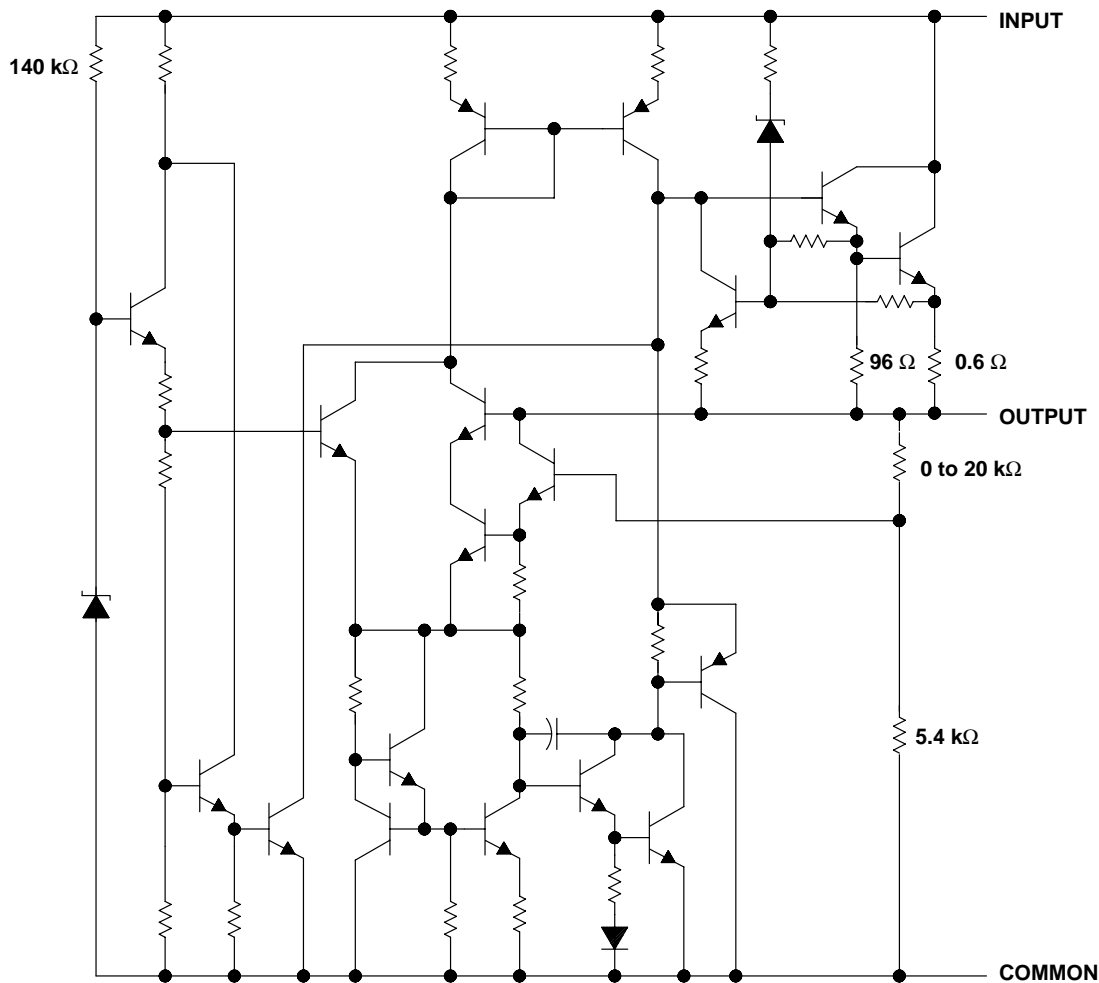 INPUT
140 kΩ
96 Ω
0.6 Ω
OUTPUT
0 to 20 kΩ
5.4 kΩ
COMMON